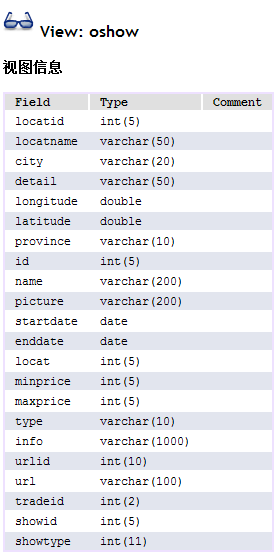 View: oshow
视图信息
Field Type Comment
locatid int(5)
locatname varchar(50)
city varchar(20)
detail varchar(50)
longitude double
latitude double
province varchar(10)
id int(5)
name varchar(200)
picture varchar(200)
startdate date
enddate date
locat int(5)
minprice int(5)
maxprice int(5)
type varchar(10)
info varchar(1000)
urlid int(10)
url varchar(100)
tradeid int(2)
showid int(5)
showtype int(11)